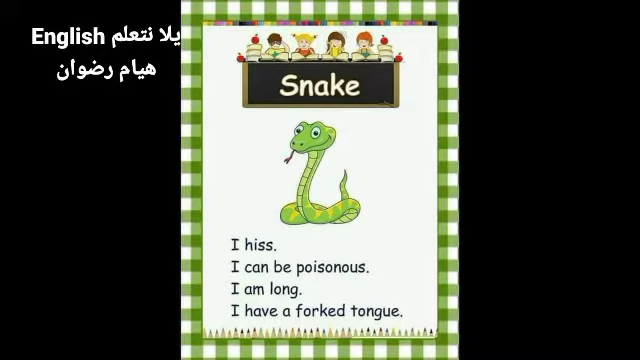 يلا نتعلم English
هيام رضوان
Snake
I hiss.
I can be poisonous.
I am long.
I have a forked tongue.